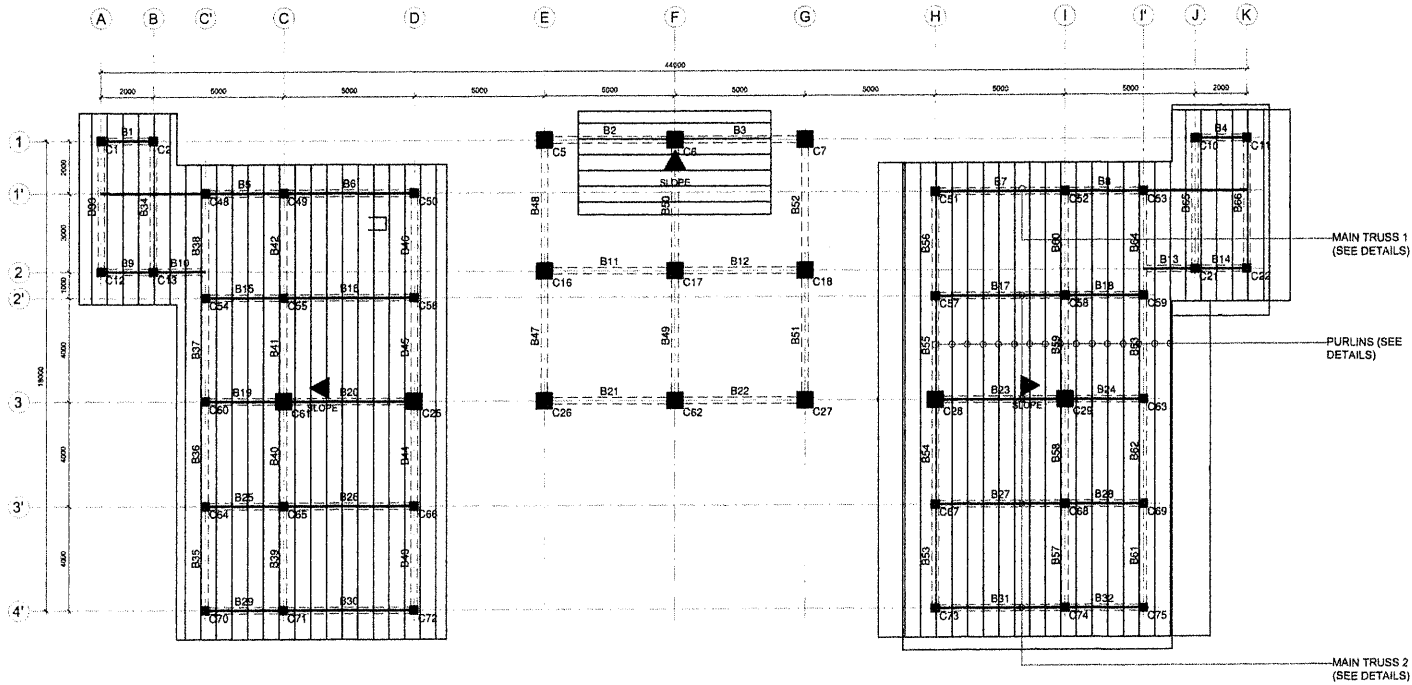 A B C' C D E F G H I I' J K
44000
2000 5000 5000 5000 5000 5000 5000 5000 5000 2000
1 B1 B2 B3 B4
C1 C2 C5 C6 C7 C10 C11
SLOPE
1' B5 B6 B7 B8
C48 C49 C50 C51 C52 C53
B34 B38 B42 B46 B48 B50 B52 B56 B60 B64 B65 B66
2000
3000
MAIN TRUSS 1
(SEE DETAILS)
2 B9 B10 B11 B12 B13 B14
C12 C13 C16 C17 C18 C21 C22
1000
2' B15 B16 B17 B18
C54 C55 C56 C57 C58 C59
B37 B41 B45 B47 B49 B51 B55 B59 B63
4000
PURLINS (SEE
DETAILS)
18000
3 B19 B20 B21 B22 B23 B24
SLOPE SLOPE
C60 C61 C25 C26 C62 C27 C28 C29 C63
B36 B40 B44 B54 B58 B62
4000
3' B25 B26 B27 B28
C64 C65 C66 C67 C68 C69
B35 B39 B43 B53 B57 B61
4000
4' B29 B30 B31 B32
C70 C71 C72 C73 C74 C75
MAIN TRUSS 2
(SEE DETAILS)